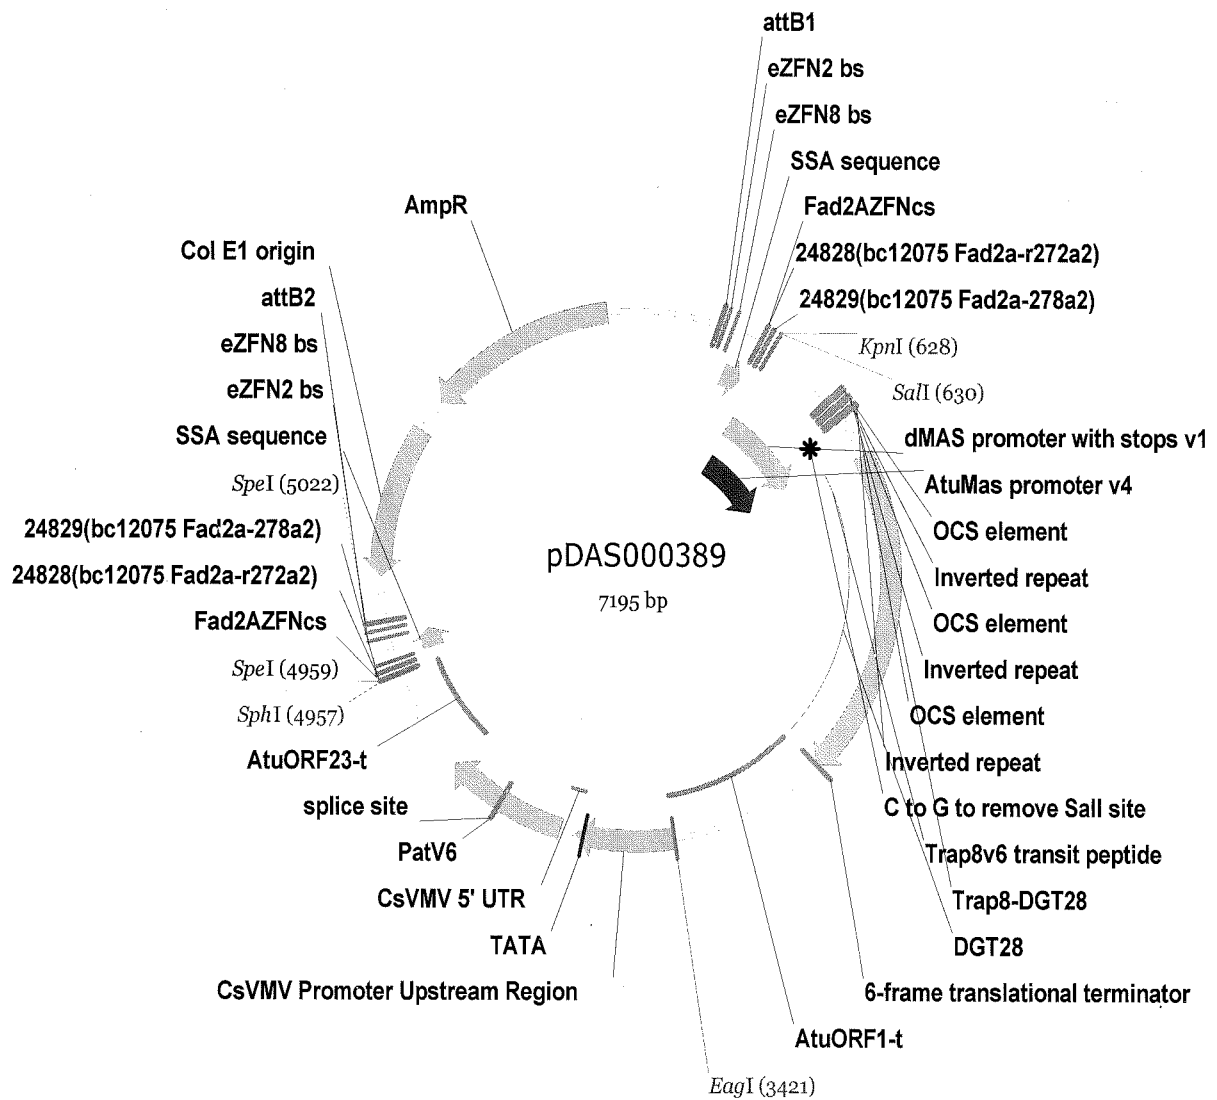 attB1
eZFN2 bs
eZFN8 bs
SSA sequence
Fad2AZFNcs
24828(bc12075 Fad2a-r272a2)
24829(bc12075 Fad2a-278a2)
KpnI (628)
SalI (630)
dMAS promoter with stops v1
AtuMas promoter v4
OCS element
Inverted repeat
OCS element
Inverted repeat
OCS element
Inverted repeat
C to G to remove SalI site
Trap8v6 transit peptide
Trap8-DGT28
DGT28
6-frame translational terminator
AtuORF1-t
EagI (3421)
CsVMV Promoter Upstream Region
TATA
CsVMV 5' UTR
PatV6
splice site
AtuORF23-t
SphI (4957)
SpeI (4959)
Fad2AZFNcs
24828(bc12075 Fad2a-r272a2)
24829(bc12075 Fad2a-278a2)
SpeI (5022)
SSA sequence
eZFN2 bs
eZFN8 bs
attB2
Col E1 origin
AmpR
pDAS000389
7195 bp